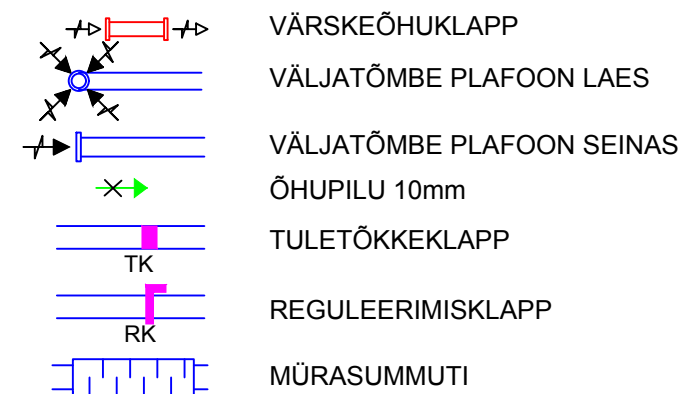 VÄRSKEÕHUKLAPP
VÄLJATÕMBE PLAFOON LAES
VÄLJATÕMBE PLAFOON SEINAS
ÕHUPILU 10mm
TULETÕKKEKLAPP
TK
REGULEERIMISKLAPP
RK
MÜRASUMMUTI